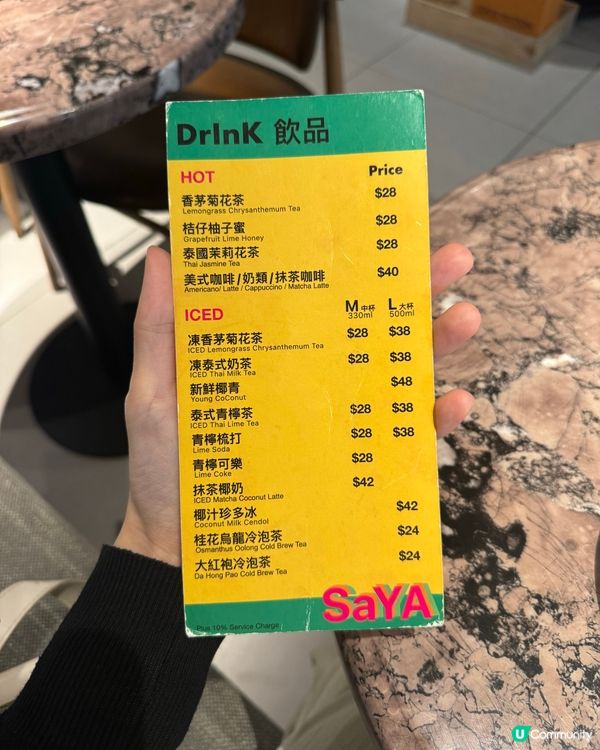 DrInK 飲品
HOT Price
香茅菊花茶 $28
Lemongrass Chrysanthemum Tea
桔仔柚子蜜 $28
Grapefruit Lime Honey
泰國茉莉花茶 $28
Thai Jasmine Tea
美式咖啡/奶類/抹茶咖啡 $40
Americano/ Latte / Cappuccino / Matcha Latte
ICED M中杯 L大杯
330ml 500ml
凍香茅菊花茶 $28 $38
ICED Lemongrass Chrysanthemum Tea
凍泰式奶茶 $28 $38
ICED Thai Milk Tea
新鮮椰青 $48
Young CoConut
泰式青檸茶 $28 $38
ICED Thai Lime Tea
青檸梳打 $28 $38
Lime Soda
青檸可樂 $28
Lime Coke
抹茶椰奶 $42
ICED Matcha Coconut Latte
椰汁珍多冰 $42
Coconut Milk Cendol
桂花烏龍冷泡茶 $24
Osmanthus Oolong Cold Brew Tea
大紅袍冷泡茶 $24
Da Hong Pao Cold Brew Tea
SaYA
Plus 10% Service Charge
U Community